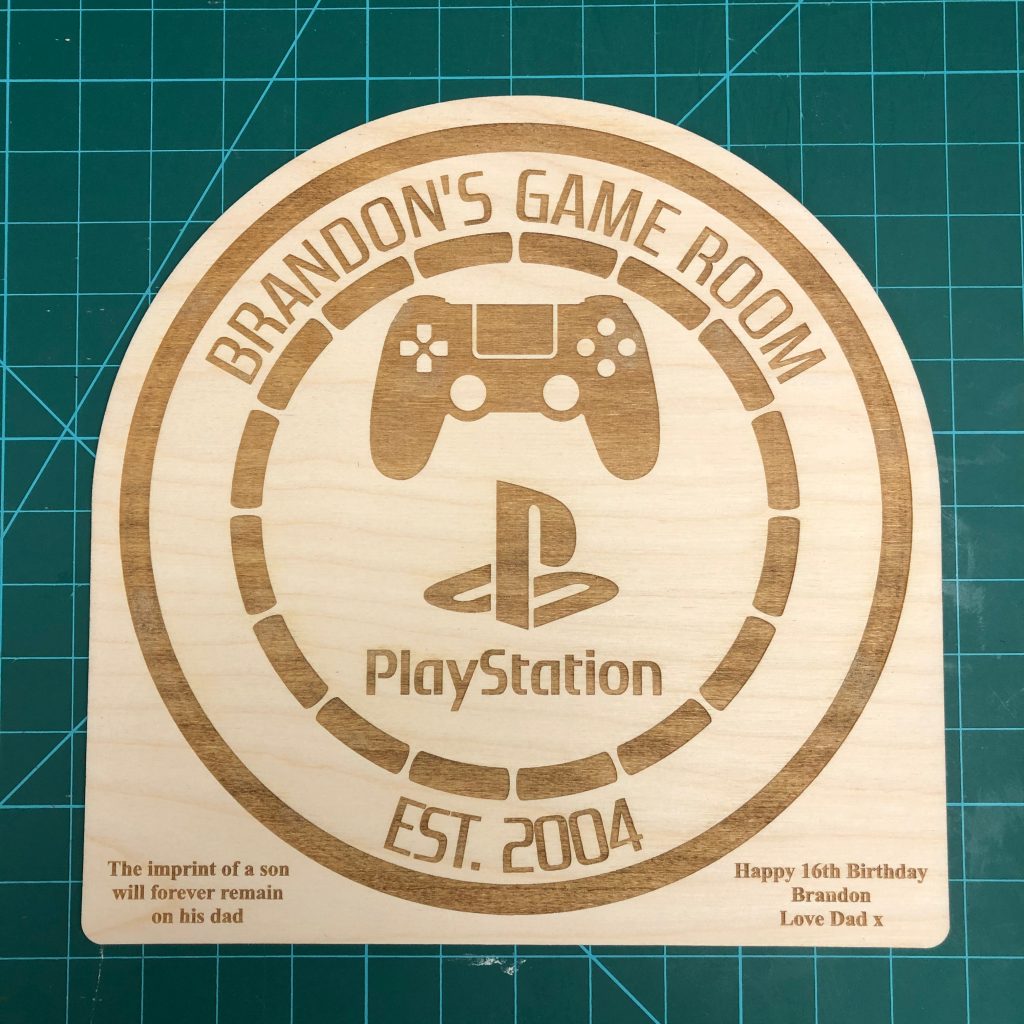 BRANDON'S GAME ROOM
PlayStation
EST. 2004
The imprint of a son
will forever remain
on his dad
Happy 16th Birthday
Brandon
Love Dad x